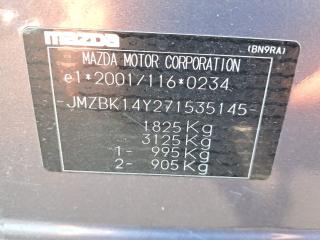 mazda
(BN9RA)
MAZDA MOTOR CORPORATION
e1*2001/116*0234
-JMZBK14Y271535145-
1825 Kg
3125 Kg
1- 995 Kg
2- 905 Kg